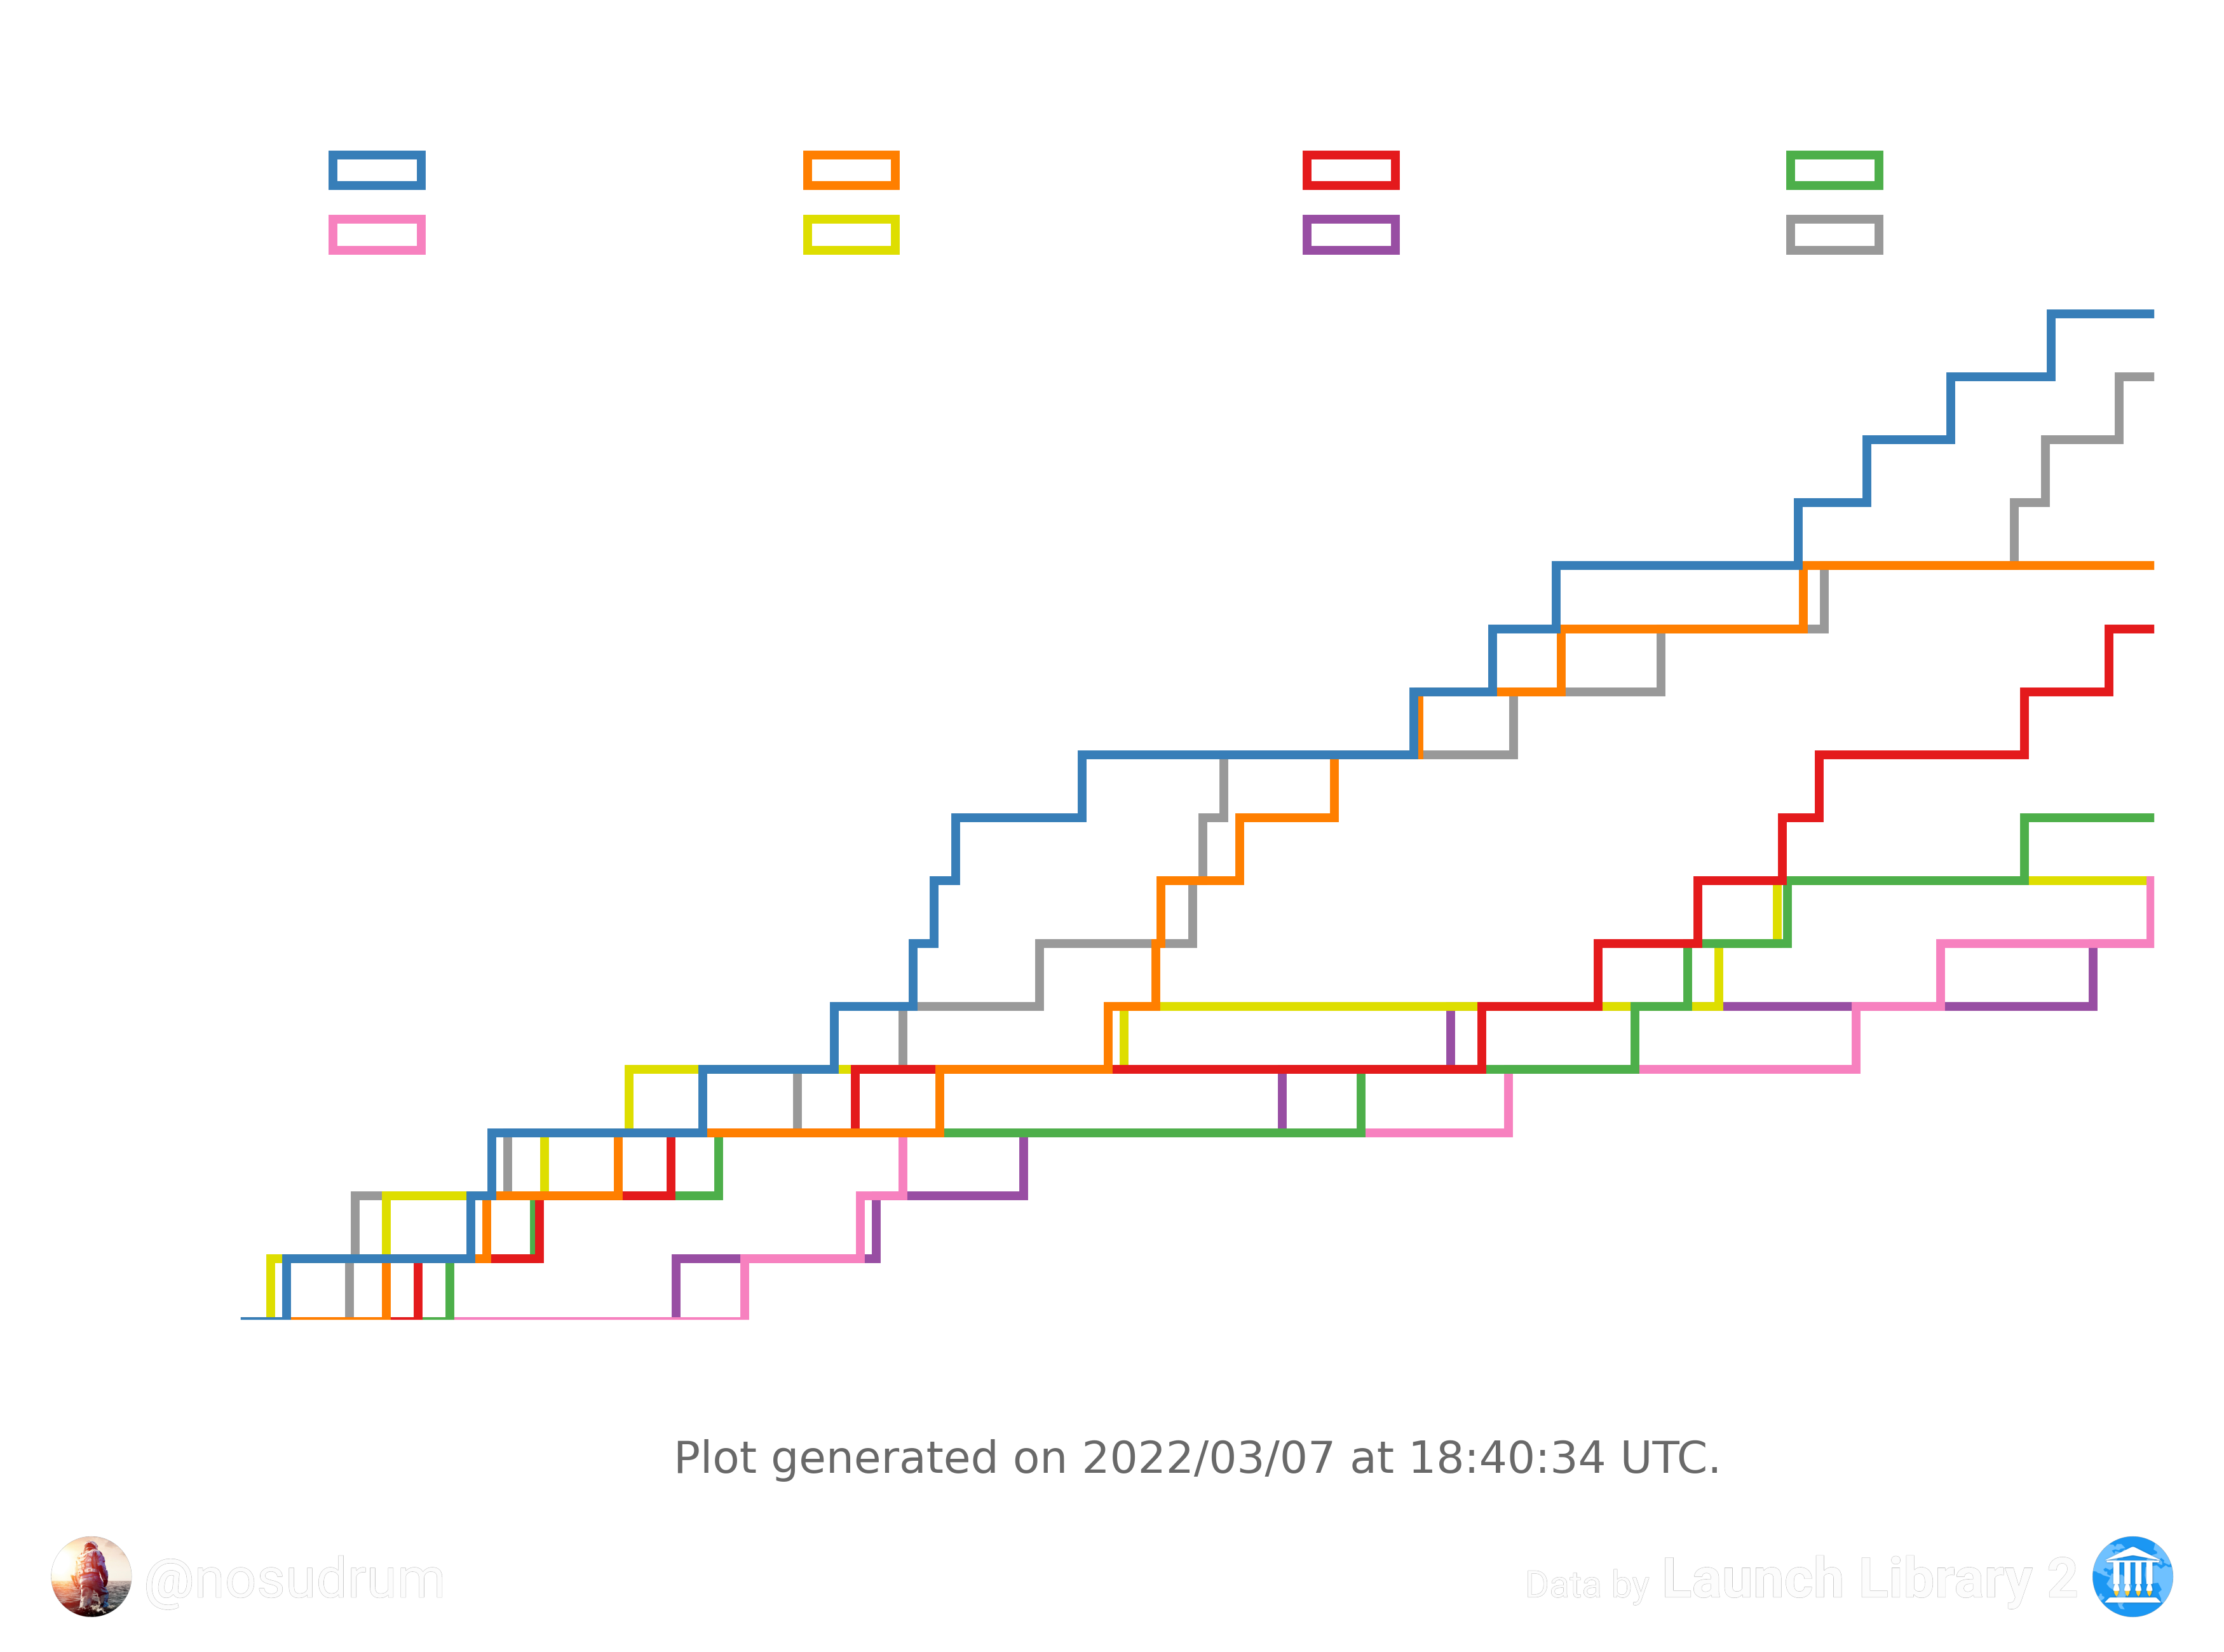 Plot generated on 2022/03/07 at 18:40:34 UTC.
@nosudrum
Data by Launch Library 2